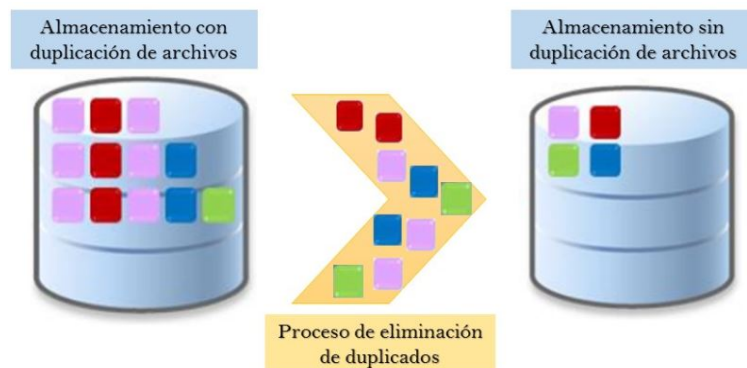 Almacenamiento con
duplicación de archivos
Almacenamiento sin
duplicación de archivos
Proceso de eliminación
de duplicados